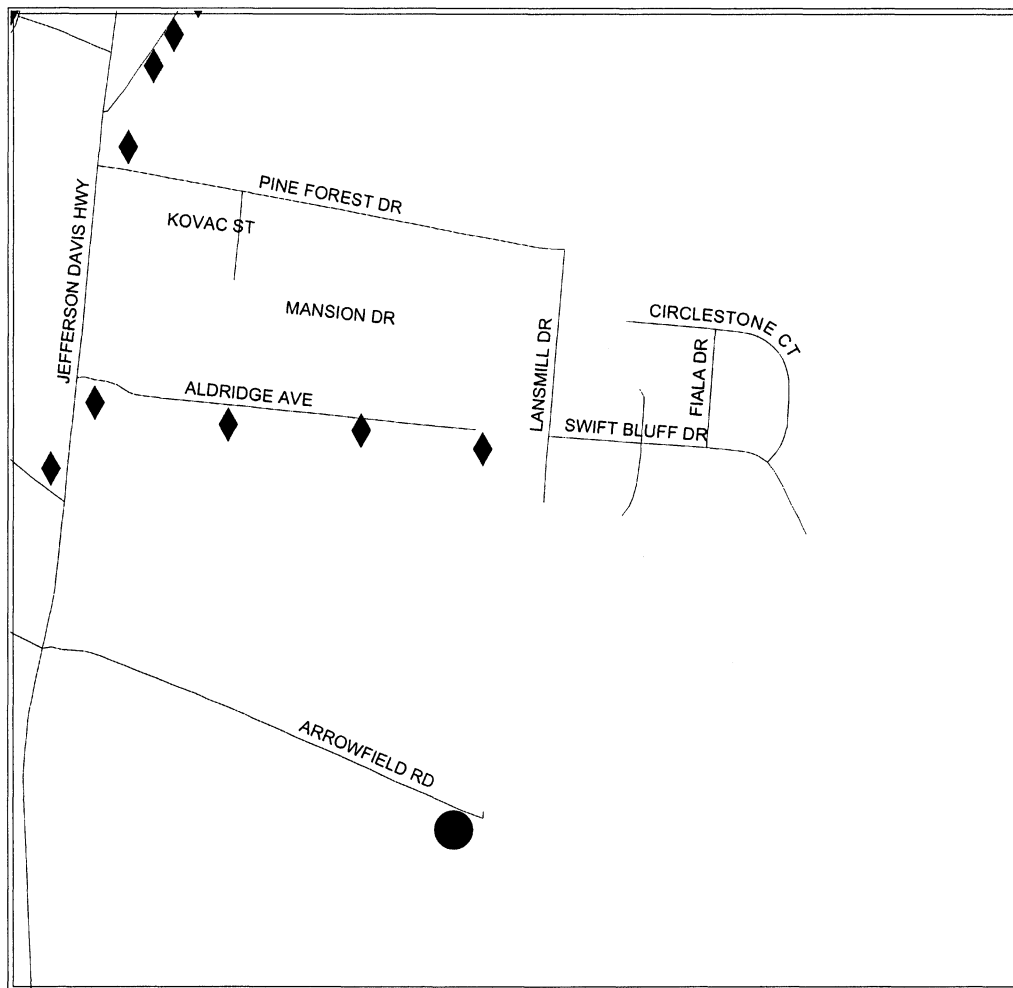 PINE FOREST DR
KOVAC ST
JEFFERSON DAVIS HWY
MANSION DR
CIRCLESTONE CT
LANSMILL DR
FIALA DR
ALDRIDGE AVE
SWIFT BLUFF DR
ARROWFIELD RD